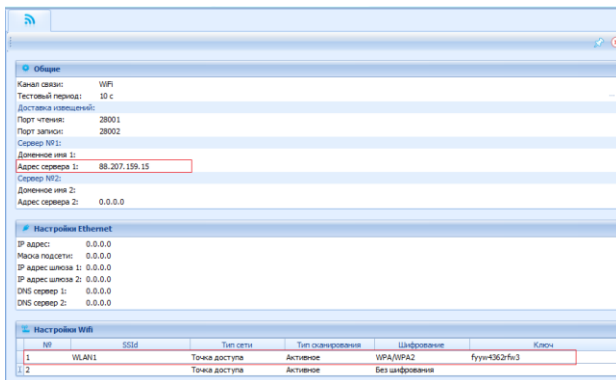 Общие
Канал связи: WiFi
Тестовый период: 10 с
Доставка извещений:
Порт чтения: 28001
Порт записи: 28002
Сервер №1:
Доменное имя 1:
Адрес сервера 1: 88.207.159.15
Сервер №2:
Доменное имя 2:
Адрес сервера 2: 0.0.0.0
Настройки Ethernet
IP адрес: 0.0.0.0
Маска подсети: 0.0.0.0
IP адрес шлюза 1: 0.0.0.0
IP адрес шлюза 2: 0.0.0.0
DNS сервер 1: 0.0.0.0
DNS сервер 2: 0.0.0.0
Настройки Wifi
№ SSId Тип сети Тип сканирования Шифрование Ключ
1 WLAN1 Точка доступа Активное WPA/WPA2 fyyw4362rfw3
2 Точка доступа Активное Без шифрования